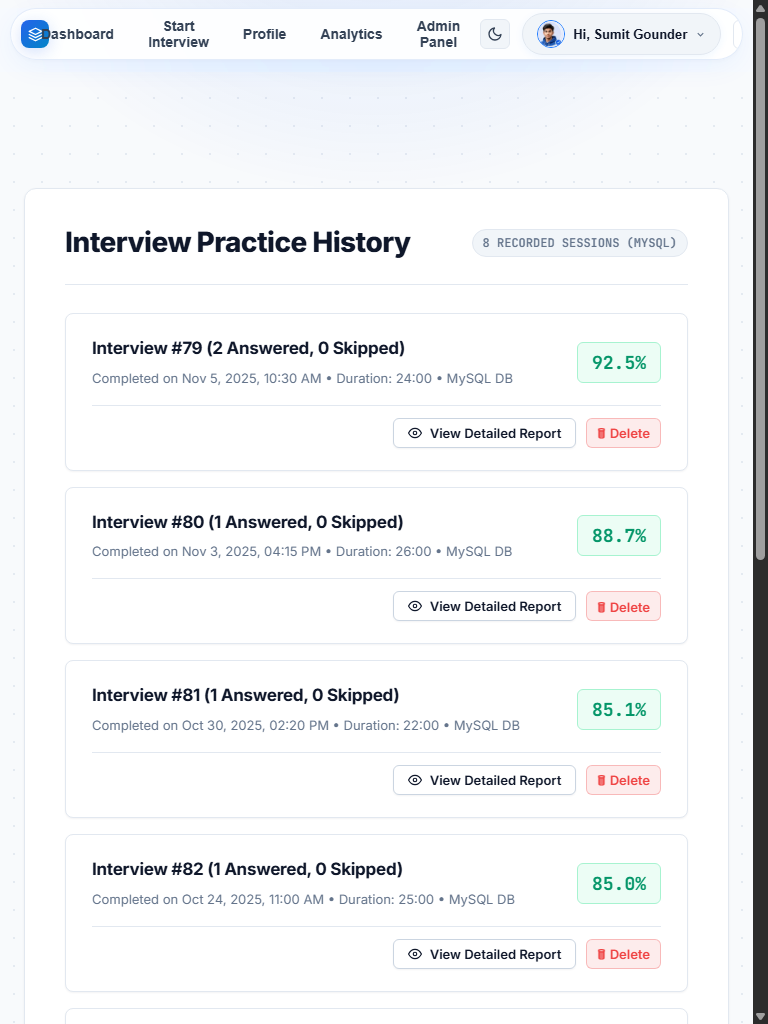 Dashboard
Start
Interview
Profile
Analytics
Admin
Panel
Hi, Sumit Gounder
Interview Practice History
8 RECORDED SESSIONS (MYSQL)
Interview #79 (2 Answered, 0 Skipped)
92.5%
Completed on Nov 5, 2025, 10:30 AM • Duration: 24:00 • MySQL DB
View Detailed Report
Delete
Interview #80 (1 Answered, 0 Skipped)
88.7%
Completed on Nov 3, 2025, 04:15 PM • Duration: 26:00 • MySQL DB
View Detailed Report
Delete
Interview #81 (1 Answered, 0 Skipped)
85.1%
Completed on Oct 30, 2025, 02:20 PM • Duration: 22:00 • MySQL DB
View Detailed Report
Delete
Interview #82 (1 Answered, 0 Skipped)
85.0%
Completed on Oct 24, 2025, 11:00 AM • Duration: 25:00 • MySQL DB
View Detailed Report
Delete